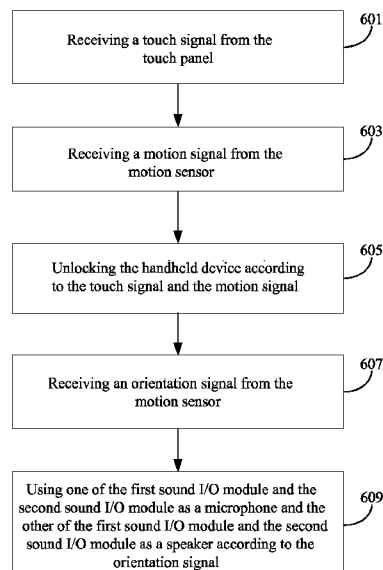 601
Receiving a touch signal from the
touch panel
603
Receiving a motion signal from the
motion sensor
605
Unlocking the handheld device according
to the touch signal and the motion signal
607
Receiving an orientation signal from the
motion sensor
609
Using one of the first sound I/O module and the
second sound I/O module as a microphone and the
other of the first sound I/O module and the second
sound I/O module as a speaker according to the
orientation signal